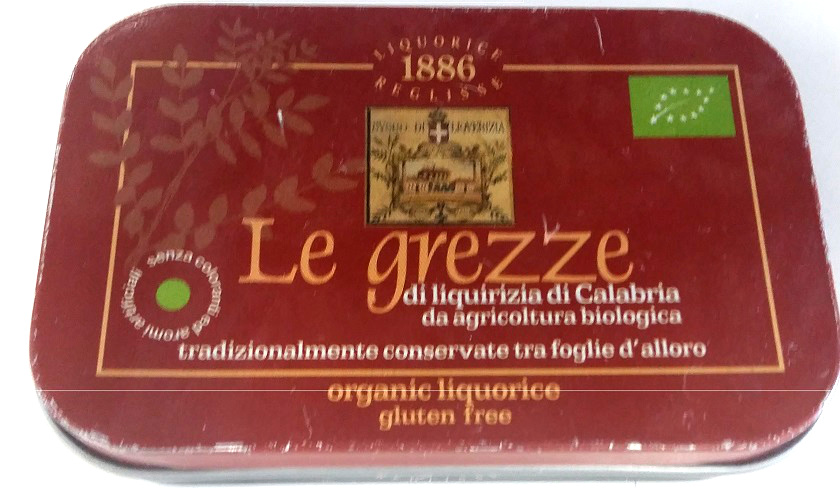 LIQUORICE
1886
REGLISSE
Le grezze
di liquirizia di Calabria
da agricoltura biologica
senza coloranti ed aromi artificiali
tradizionalmente conservate tra foglie d'alloro
organic liquorice
gluten free